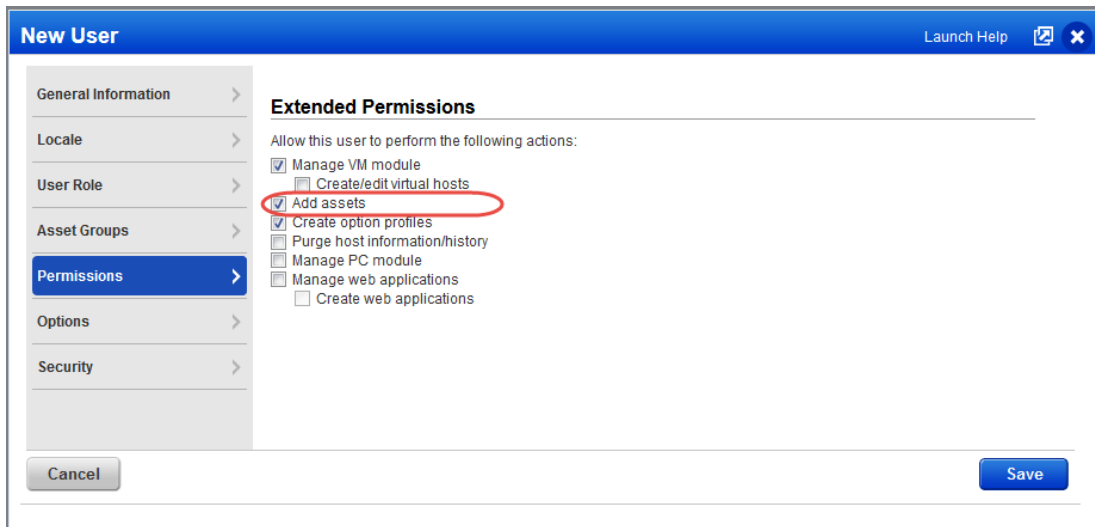 New User
Launch Help
General Information
Locale
User Role
Asset Groups
Permissions
Options
Security
Extended Permissions
Allow this user to perform the following actions:
Manage VM module
Create/edit virtual hosts
Add assets
Create option profiles
Purge host information/history
Manage PC module
Manage web applications
Create web applications
Cancel
Save